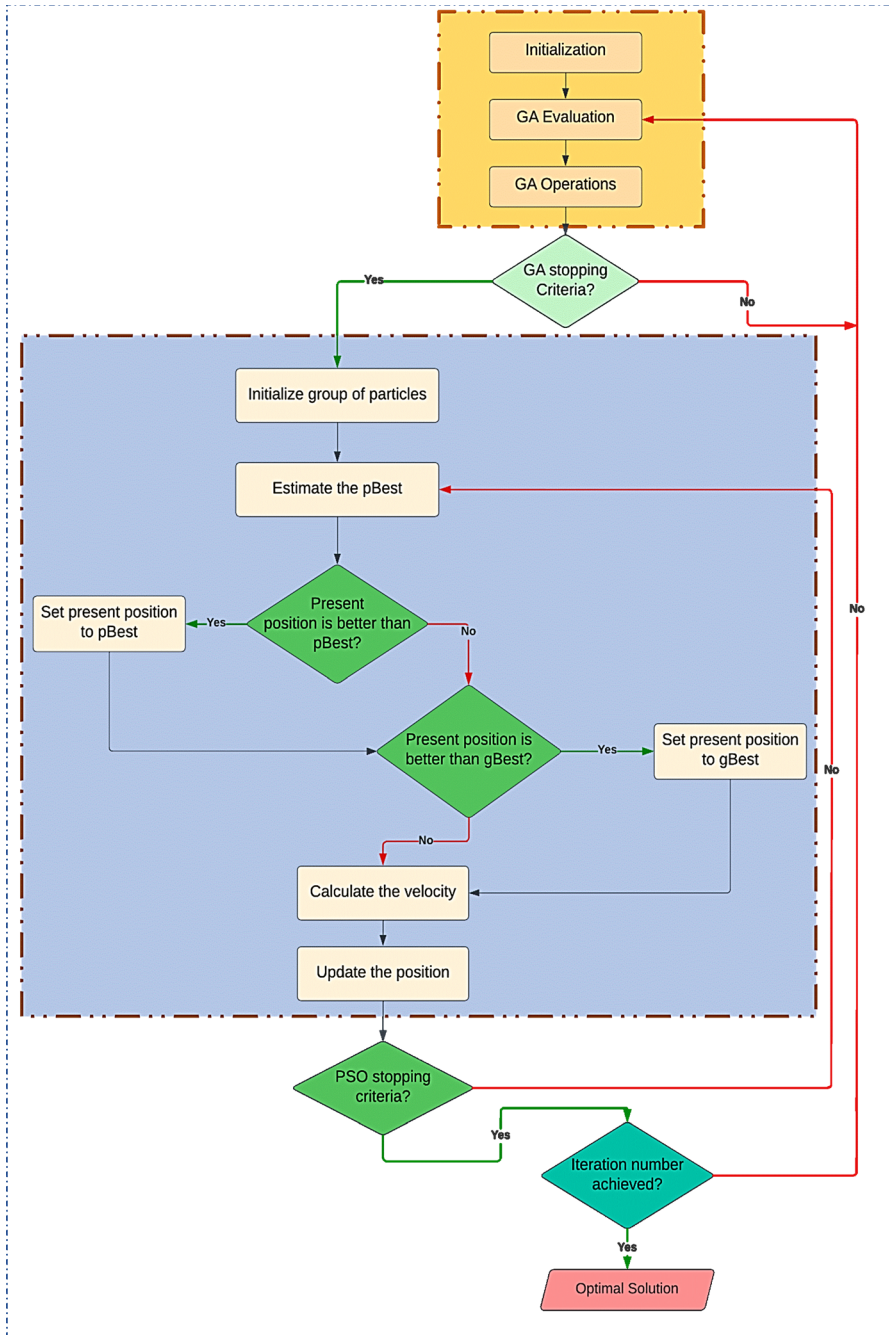 Initialization
GA Evaluation
GA Operations
GA stopping
Criteria?
Yes
No
Initialize group of particles
Estimate the pBest
Present
position is better than
pBest?
Yes
Set present position
to pBest
No
Present position is
better than gBest?
Yes
Set present position
to gBest
No
No
No
Calculate the velocity
Update the position
PSO stopping
criteria?
Yes
Iteration number
achieved?
Yes
Optimal Solution